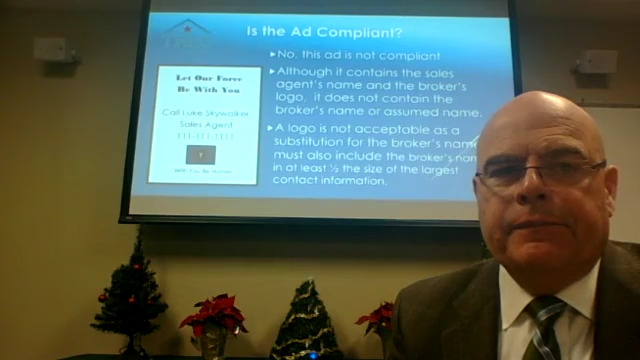 Is the Ad Compliant?
No, this ad is not compliant
Although it contains the sales
agent's name and the broker's
logo, it does not contain the
broker's name or assumed name.
A logo is not acceptable as a
substitution for the broker's name
must also include the broker's nam
in at least ½ the size of the largest
contact information.
Let Our Force
Be With You
Call Luke Skywalker
Sales Agent
111-111-1111